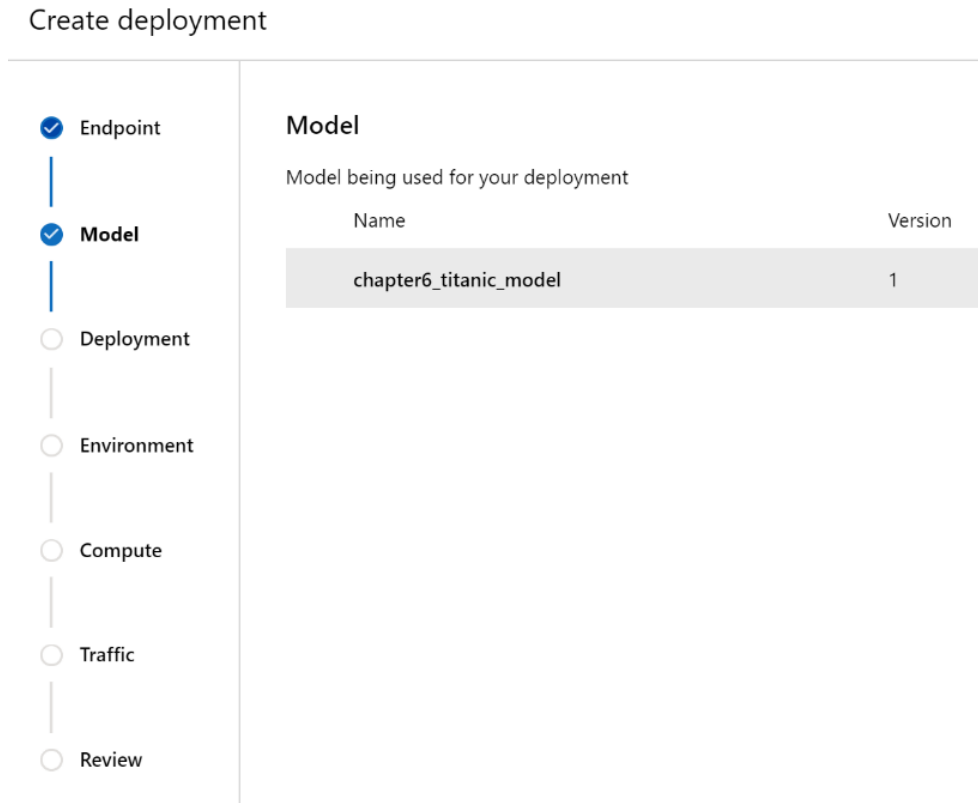 Create deployment
Endpoint
Model
Deployment
Environment
Compute
Traffic
Review
Model
Model being used for your deployment
Name Version
chapter6_titanic_model 1